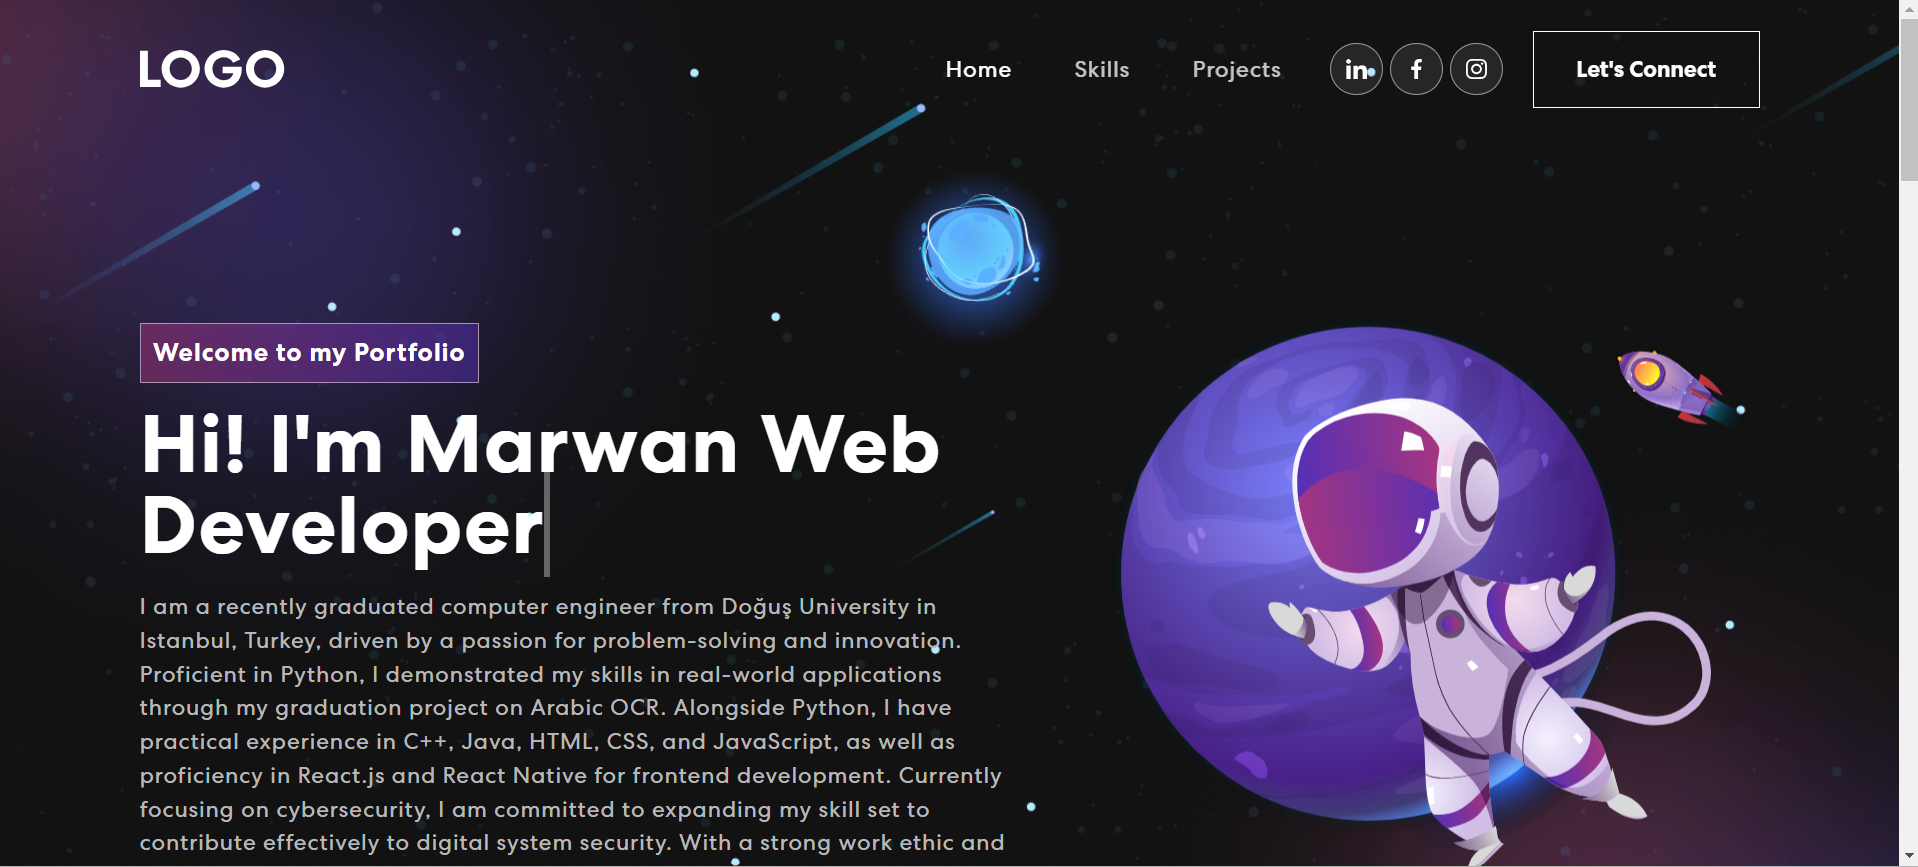 LOGO
Home Skills Projects in f Let's Connect
Welcome to my Portfolio
Hi! I'm Marwan Web
Developer
I am a recently graduated computer engineer from Doğuş University in
Istanbul, Turkey, driven by a passion for problem-solving and innovation.
Proficient in Python, I demonstrated my skills in real-world applications
through my graduation project on Arabic OCR. Alongside Python, I have
practical experience in C++, Java, HTML, CSS, and JavaScript, as well as
proficiency in React.js and React Native for frontend development. Currently
focusing on cybersecurity, I am committed to expanding my skill set to
contribute effectively to digital system security. With a strong work ethic and